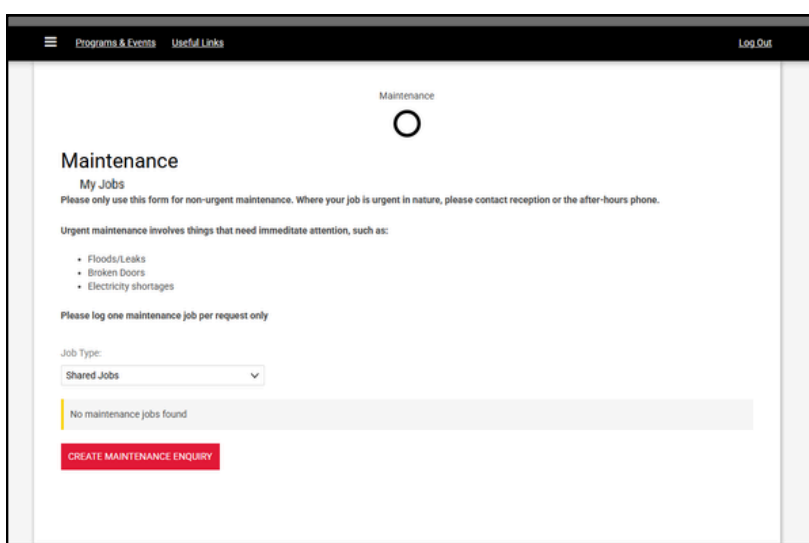 Programs & Events Useful Links Log Out
Maintenance
Maintenance
My Jobs
Please only use this form for non-urgent maintenance. Where your job is urgent in nature, please contact reception or the after-hours phone.
Urgent maintenance involves things that need immeditate attention, such as:
• Floods/Leaks
• Broken Doors
• Electricity shortages
Please log one maintenance job per request only
Job Type:
Shared Jobs
No maintenance jobs found
CREATE MAINTENANCE ENQUIRY